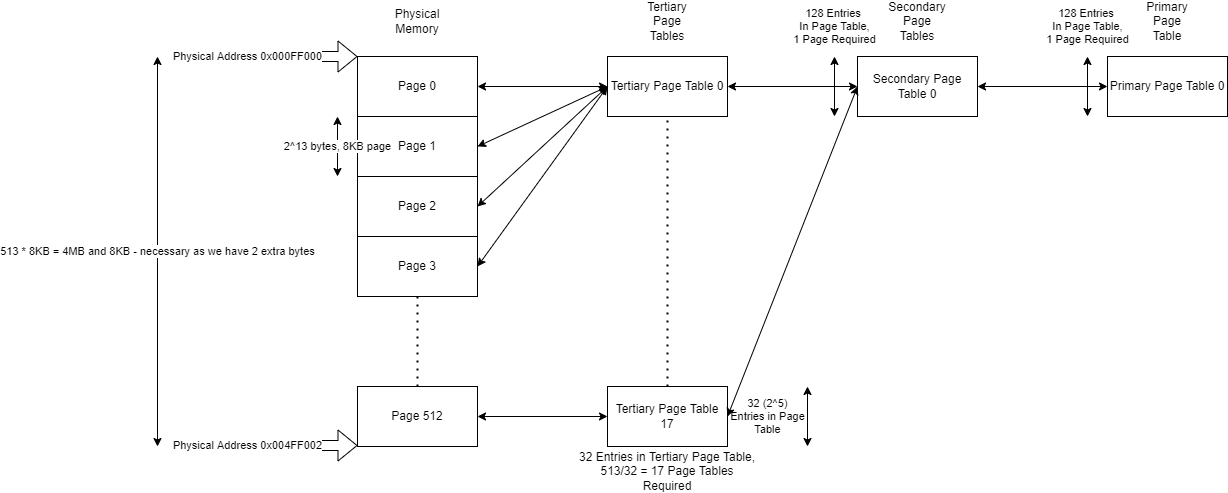 Physical
Memory
Tertiary
Page
Tables
128 Entries
In Page Table,
1 Page Required
Secondary
Page
Tables
128 Entries
In Page Table,
1 Page Required
Primary
Page
Table
Physical Address 0x000FF000
Page 0
Tertiary Page Table 0
Secondary Page
Table 0
Primary Page Table 0
2^13 bytes, 8KB page
Page 1
Page 2
513 * 8KB = 4MB and 8KB - necessary as we have 2 extra bytes
Page 3
Page 512
Tertiary Page Table
17
32 (2^5)
Entries in Page
Table
Physical Address 0x004FF002
32 Entries in Tertiary Page Table,
513/32 = 17 Page Tables
Required